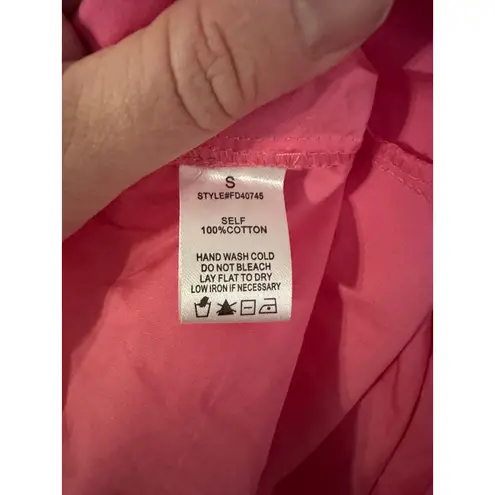 S
STYLE#FD40745
SELF
100%COTTON
HAND WASH COLD
DO NOT BLEACH
LAY FLAT TO DRY
LOW IRON IF NECESSARY